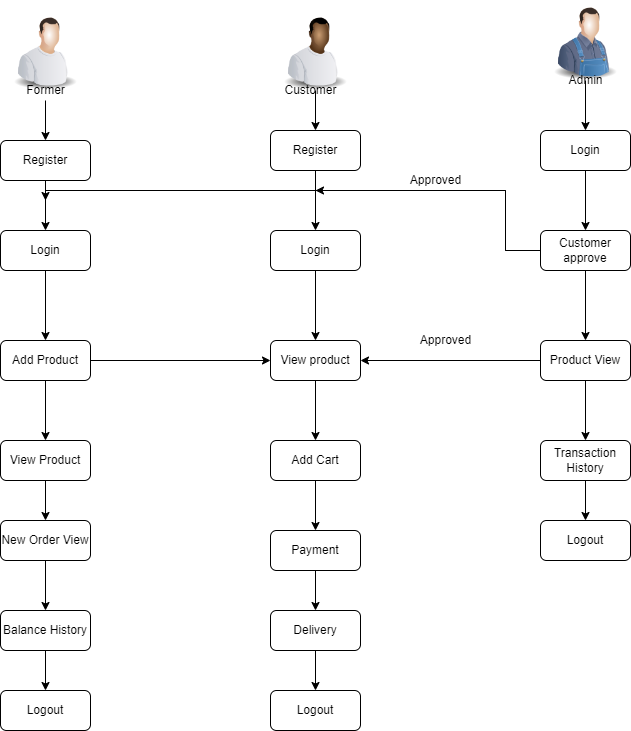 Former
Customer
Admin
Register
Register
Login
Approved
Login
Login
Customer
approve
Approved
Add Product
View product
Product View
View Product
Add Cart
Transaction
History
New Order View
Payment
Logout
Balance History
Delivery
Logout
Logout